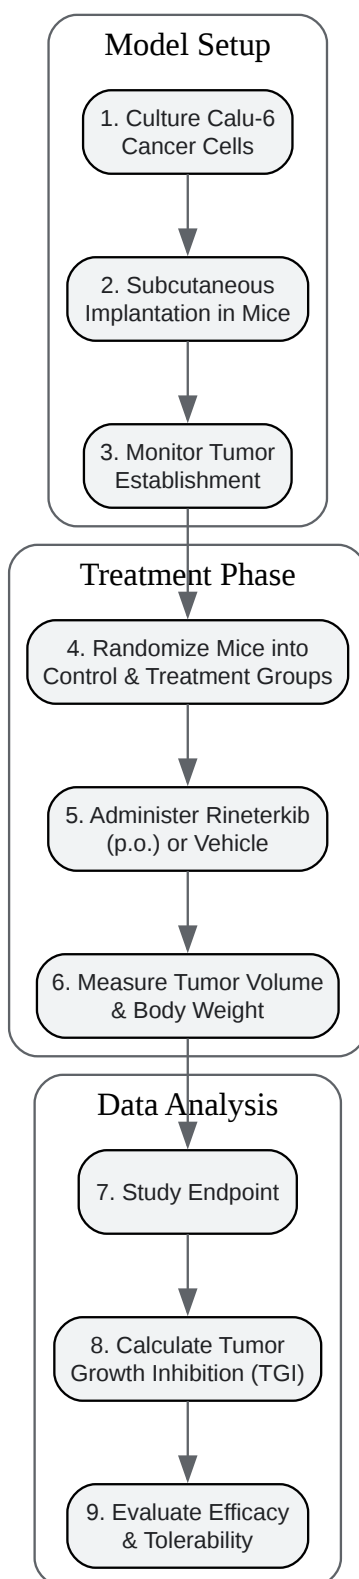 Model Setup
1. Culture Calu-6
Cancer Cells
2. Subcutaneous
Implantation in Mice
3. Monitor Tumor
Establishment
Treatment Phase
4. Randomize Mice into
Control & Treatment Groups
5. Administer Rineterkib
(p.o.) or Vehicle
6. Measure Tumor Volume
& Body Weight
Data Analysis
7. Study Endpoint
8. Calculate Tumor
Growth Inhibition (TGI)
9. Evaluate Efficacy
& Tolerability